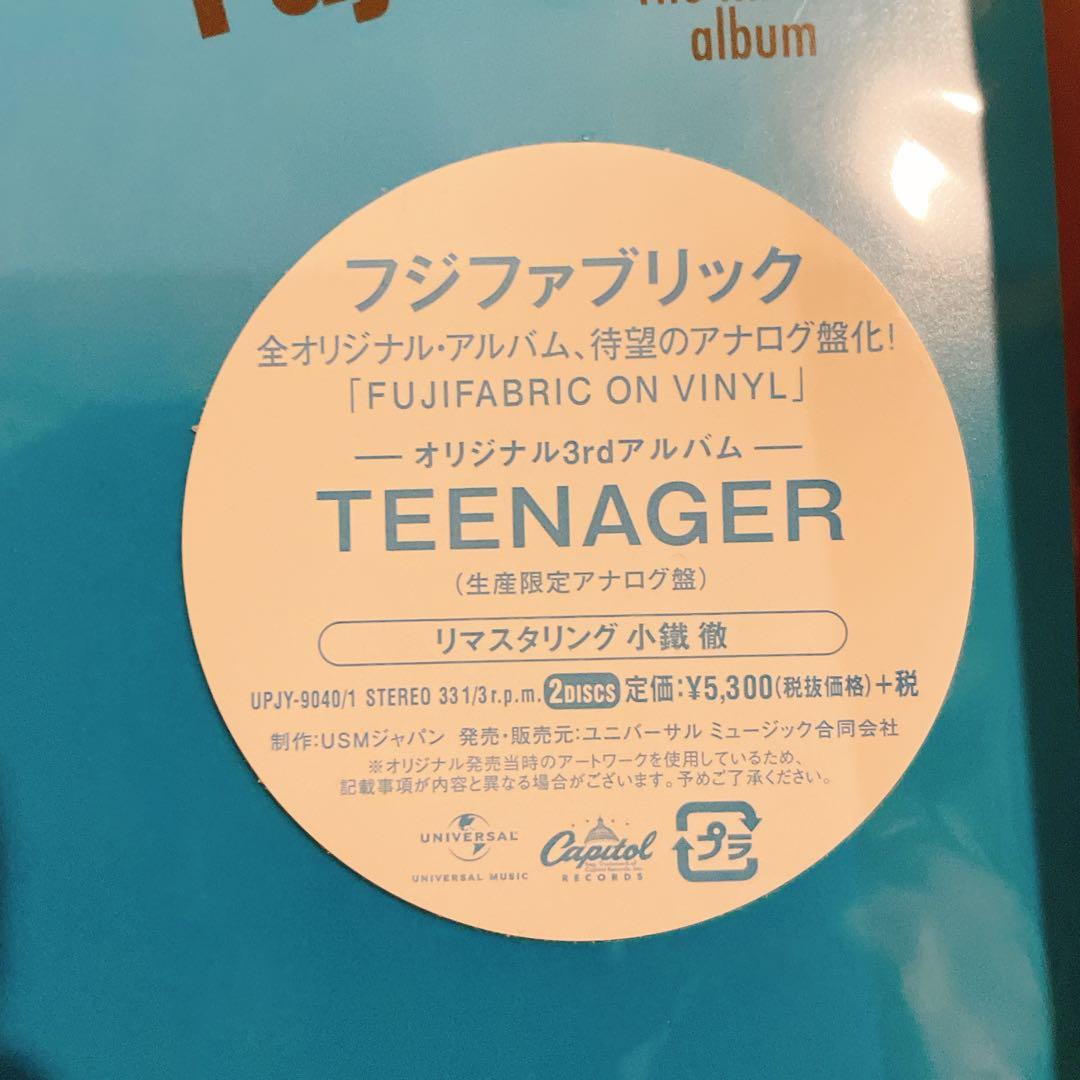 album
フジファブリック
全オリジナル・アルバム、待望のアナログ盤化!
「FUJIFABRIC ON VINYL」
— オリジナル3rdアルバム —
TEENAGER
(生産限定アナログ盤)
リマスタリング 小鐵 徹
UPJY-9040/1 STEREO 33 1/3 r.p.m. 2DISCS 定価:¥5,300(税抜価格)+税
制作:USMジャパン 発売・販売元:ユニバーサル ミュージック合同会社
※オリジナル発売当時のアートワークを使用しているため、
記載事項が内容と異なる場合がございます。予めご了承ください。
UNIVERSAL
UNIVERSAL MUSIC
Capitol
RECORDS
プラ